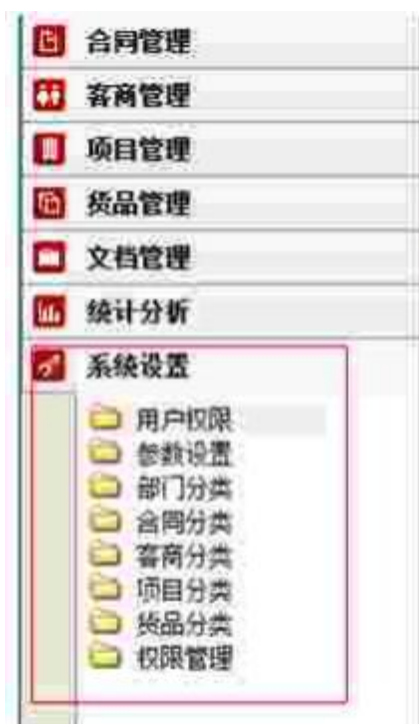 合同管理
客商管理
项目管理
货品管理
文档管理
统计分析
系统设置
用户权限
参数设置
部门分类
合同分类
客商分类
项目分类
货品分类
权限管理